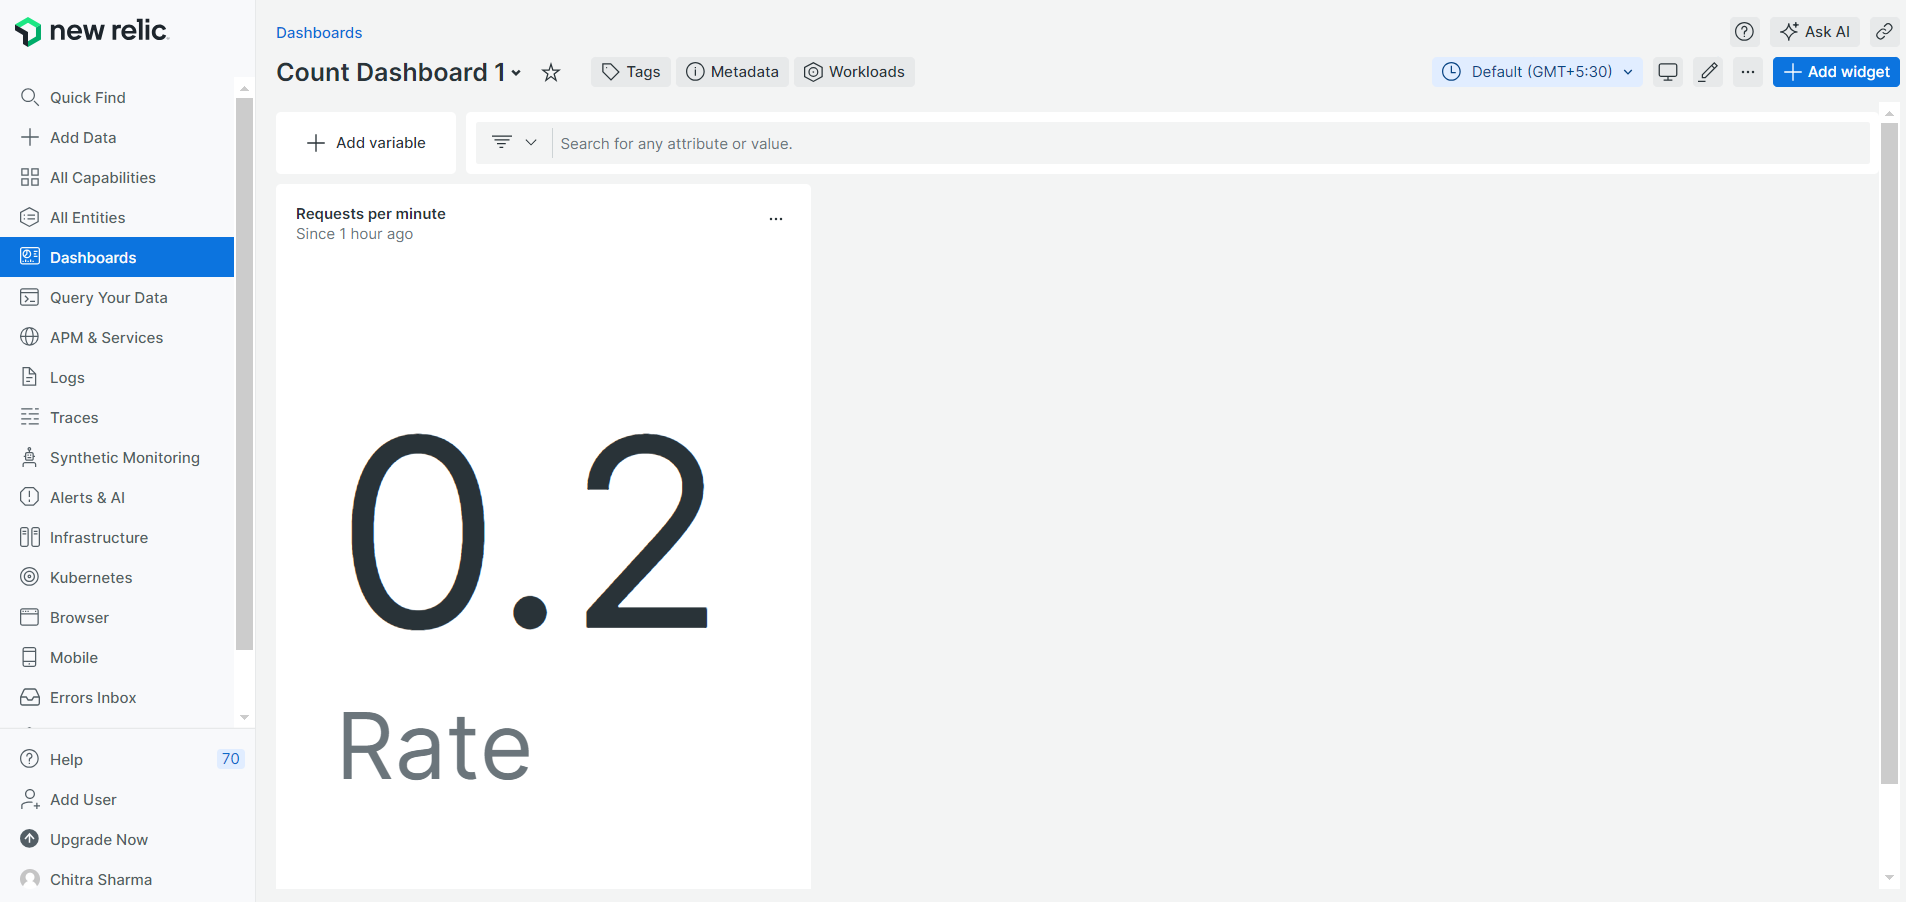 new relic
Quick Find
Add Data
All Capabilities
All Entities
Dashboards
Query Your Data
APM & Services
Logs
Traces
Synthetic Monitoring
Alerts & AI
Infrastructure
Kubernetes
Browser
Mobile
Errors Inbox
Help 70
Add User
Upgrade Now
Chitra Sharma
Dashboards
Ask AI
Count Dashboard 1
Tags
Metadata
Workloads
Default (GMT+5:30)
Add widget
Add variable
Search for any attribute or value.
Requests per minute
Since 1 hour ago
0.2
Rate